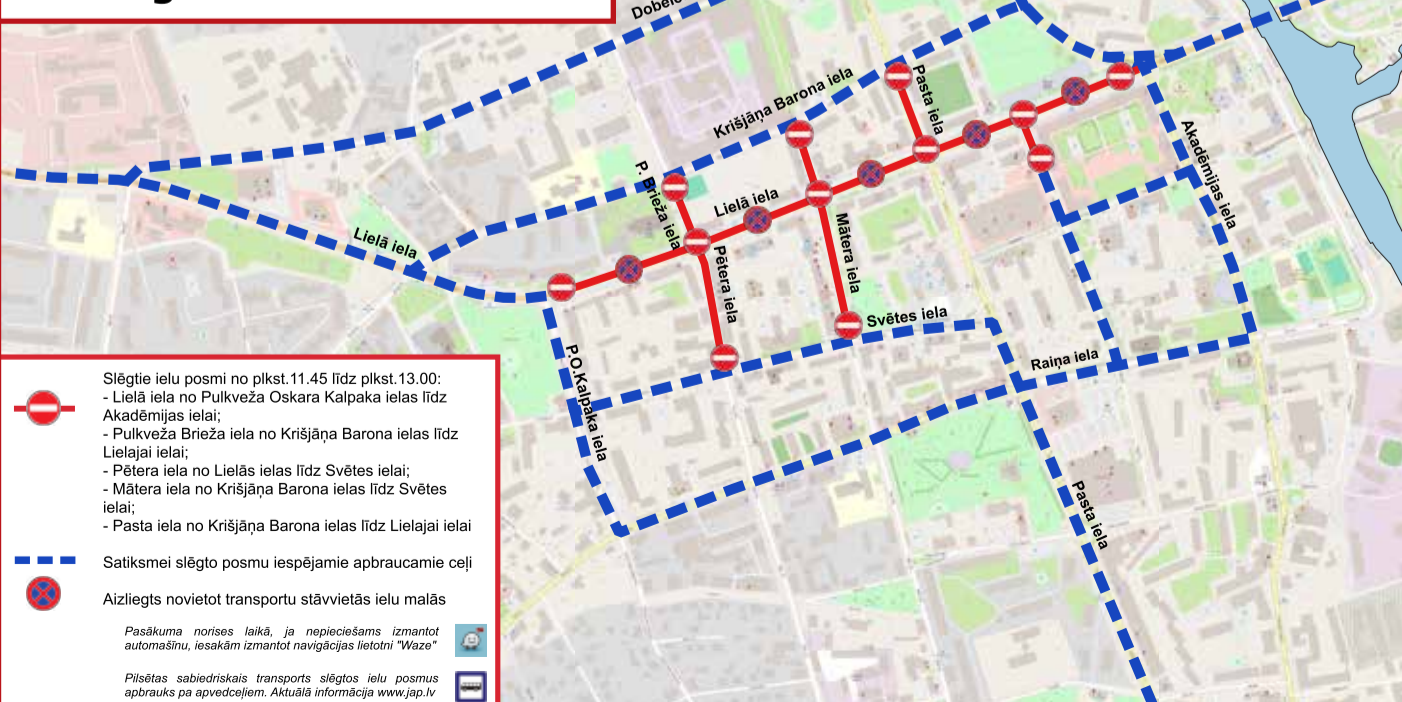 Krišjāņa Barona iela
Pasta iela
P. Brieža iela
Lielā iela
Akadēmijas iela
Lielā iela
Pētera iela
Mātera iela
Svētes iela
P.O.Kalpaka iela
Raiņa iela
Pasta iela
Slēgtie ielu posmi no plkst.11.45 līdz plkst.13.00:
- Lielā iela no Pulkveža Oskara Kalpaka ielas līdz
Akadēmijas ielai;
- Pulkveža Brieža iela no Krišjāņa Barona ielas līdz
Lielajai ielai;
- Pētera iela no Lielās ielas līdz Svētes ielai;
- Mātera iela no Krišjāņa Barona ielas līdz Svētes
ielai;
- Pasta iela no Krišjāņa Barona ielas līdz Lielajai ielai
Satiksmei slēgto posmu iespējamie apbraucamie ceļi
Aizliegts novietot transportu stāvvietās ielu malās
Pasākuma norises laikā, ja nepieciešams izmantot
automašīnu, iesakām izmantot navigācijas lietotni "Waze"
Pilsētas sabiedriskais transports slēgtos ielu posmus
apbrauks pa apvedceļiem. Aktuālā informācija www.jap.lv